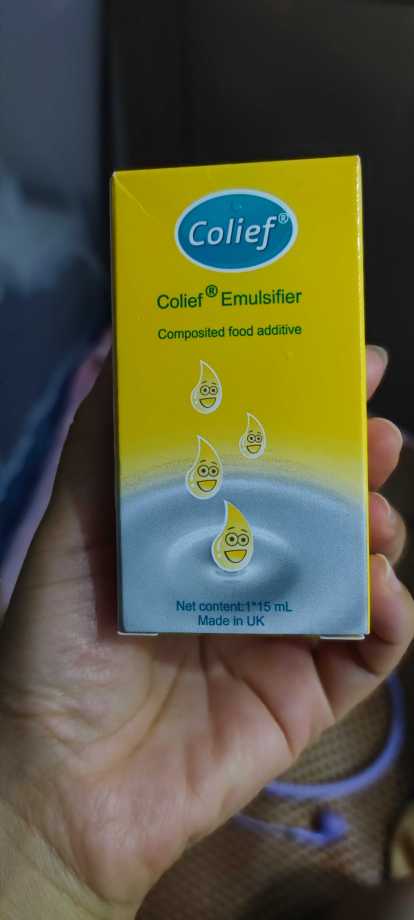 Colief®
Colief® Emulsifier
Composited food additive
Net content:1*15 mL
Made in UK